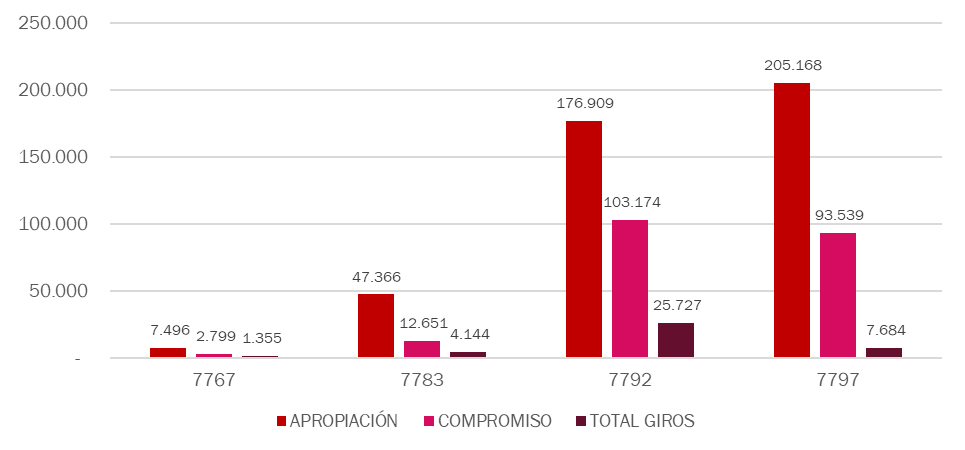 250.000
200.000
150.000
100.000
50.000
-
7.496 2.799 1.355
47.366 12.651 4.144
176.909 103.174 25.727
205.168 93.539 7.684
7767 7783 7792 7797
APROPIACIÓN COMPROMISO TOTAL GIROS